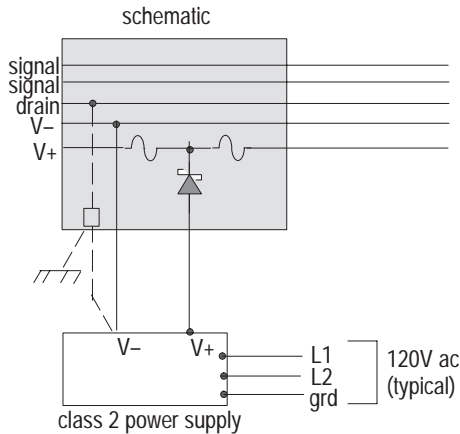 schematic
signal
signal
drain
V–
V+
V–
V+
L1
L2
grd
120V ac
(typical)
class 2 power supply